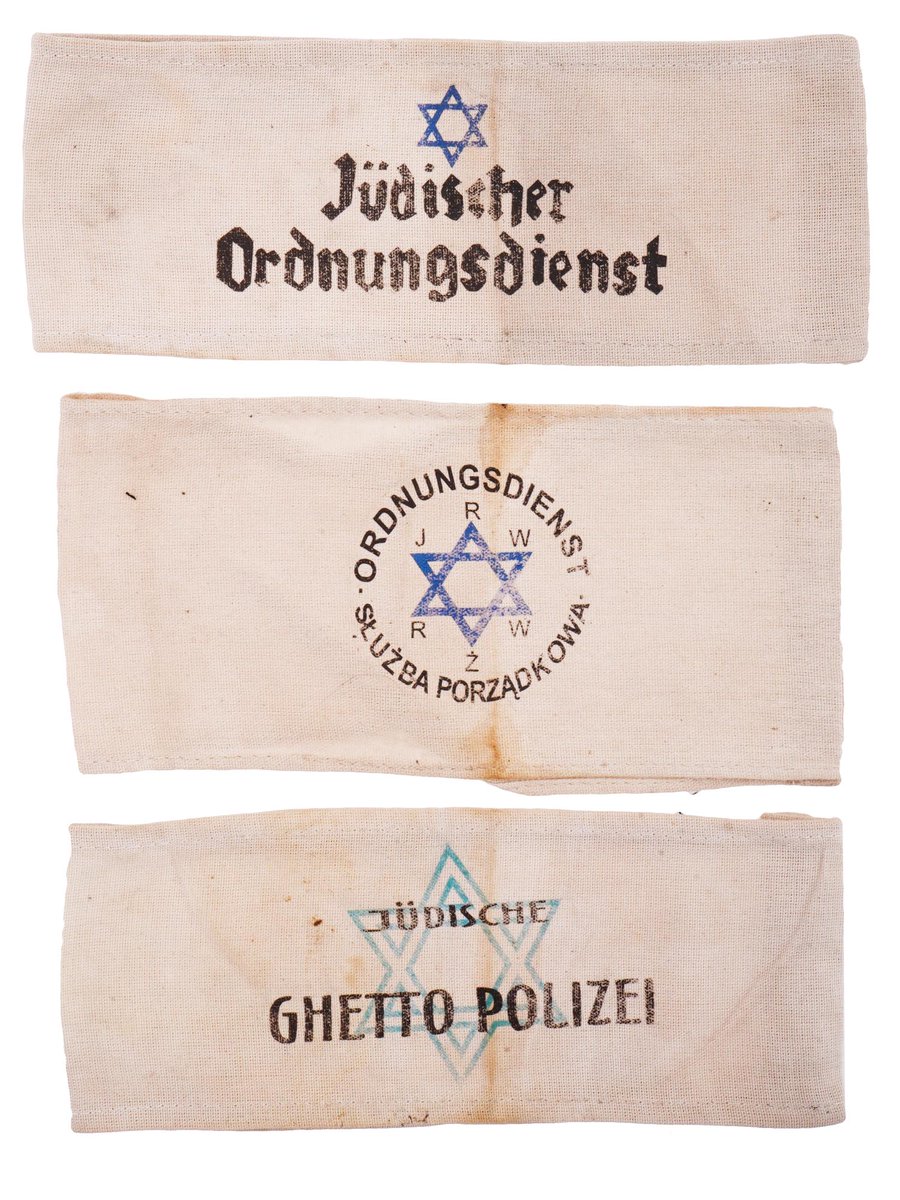 Jüdischer
Ordnungsdienst
· ORDNUNGSDIENST ·
R
J W
R W
Ż
SŁUŻBA PORZĄDKOWA
JÜDISCHE
GHETTO POLIZEI